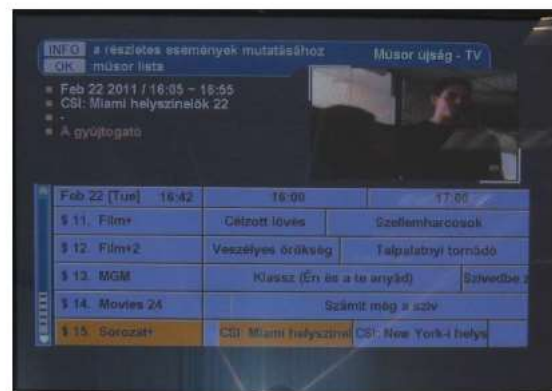 INFO a részletes események mutatásához
Műsor újság - TV
OK műsor lista
Feb 22 2011 / 16:05 ~ 16:55
CSI: Miami helyszínelők 22
-
A gyújtogató
Feb 22 [Tue] 16:42 16:00 17:00
$ 11. Film+ Célzott lövés Szellemharcosok
$ 12. Film+2 Veszélyes örökség Talpalatnyi tornádó
$ 13. MGM Klassz (Én és a te anyád) Szívedbe z
$ 14. Movies 24 Számít még a szív
$ 15. Sorozat+ CSI: Miami helyszínel CSI: New York-i helys